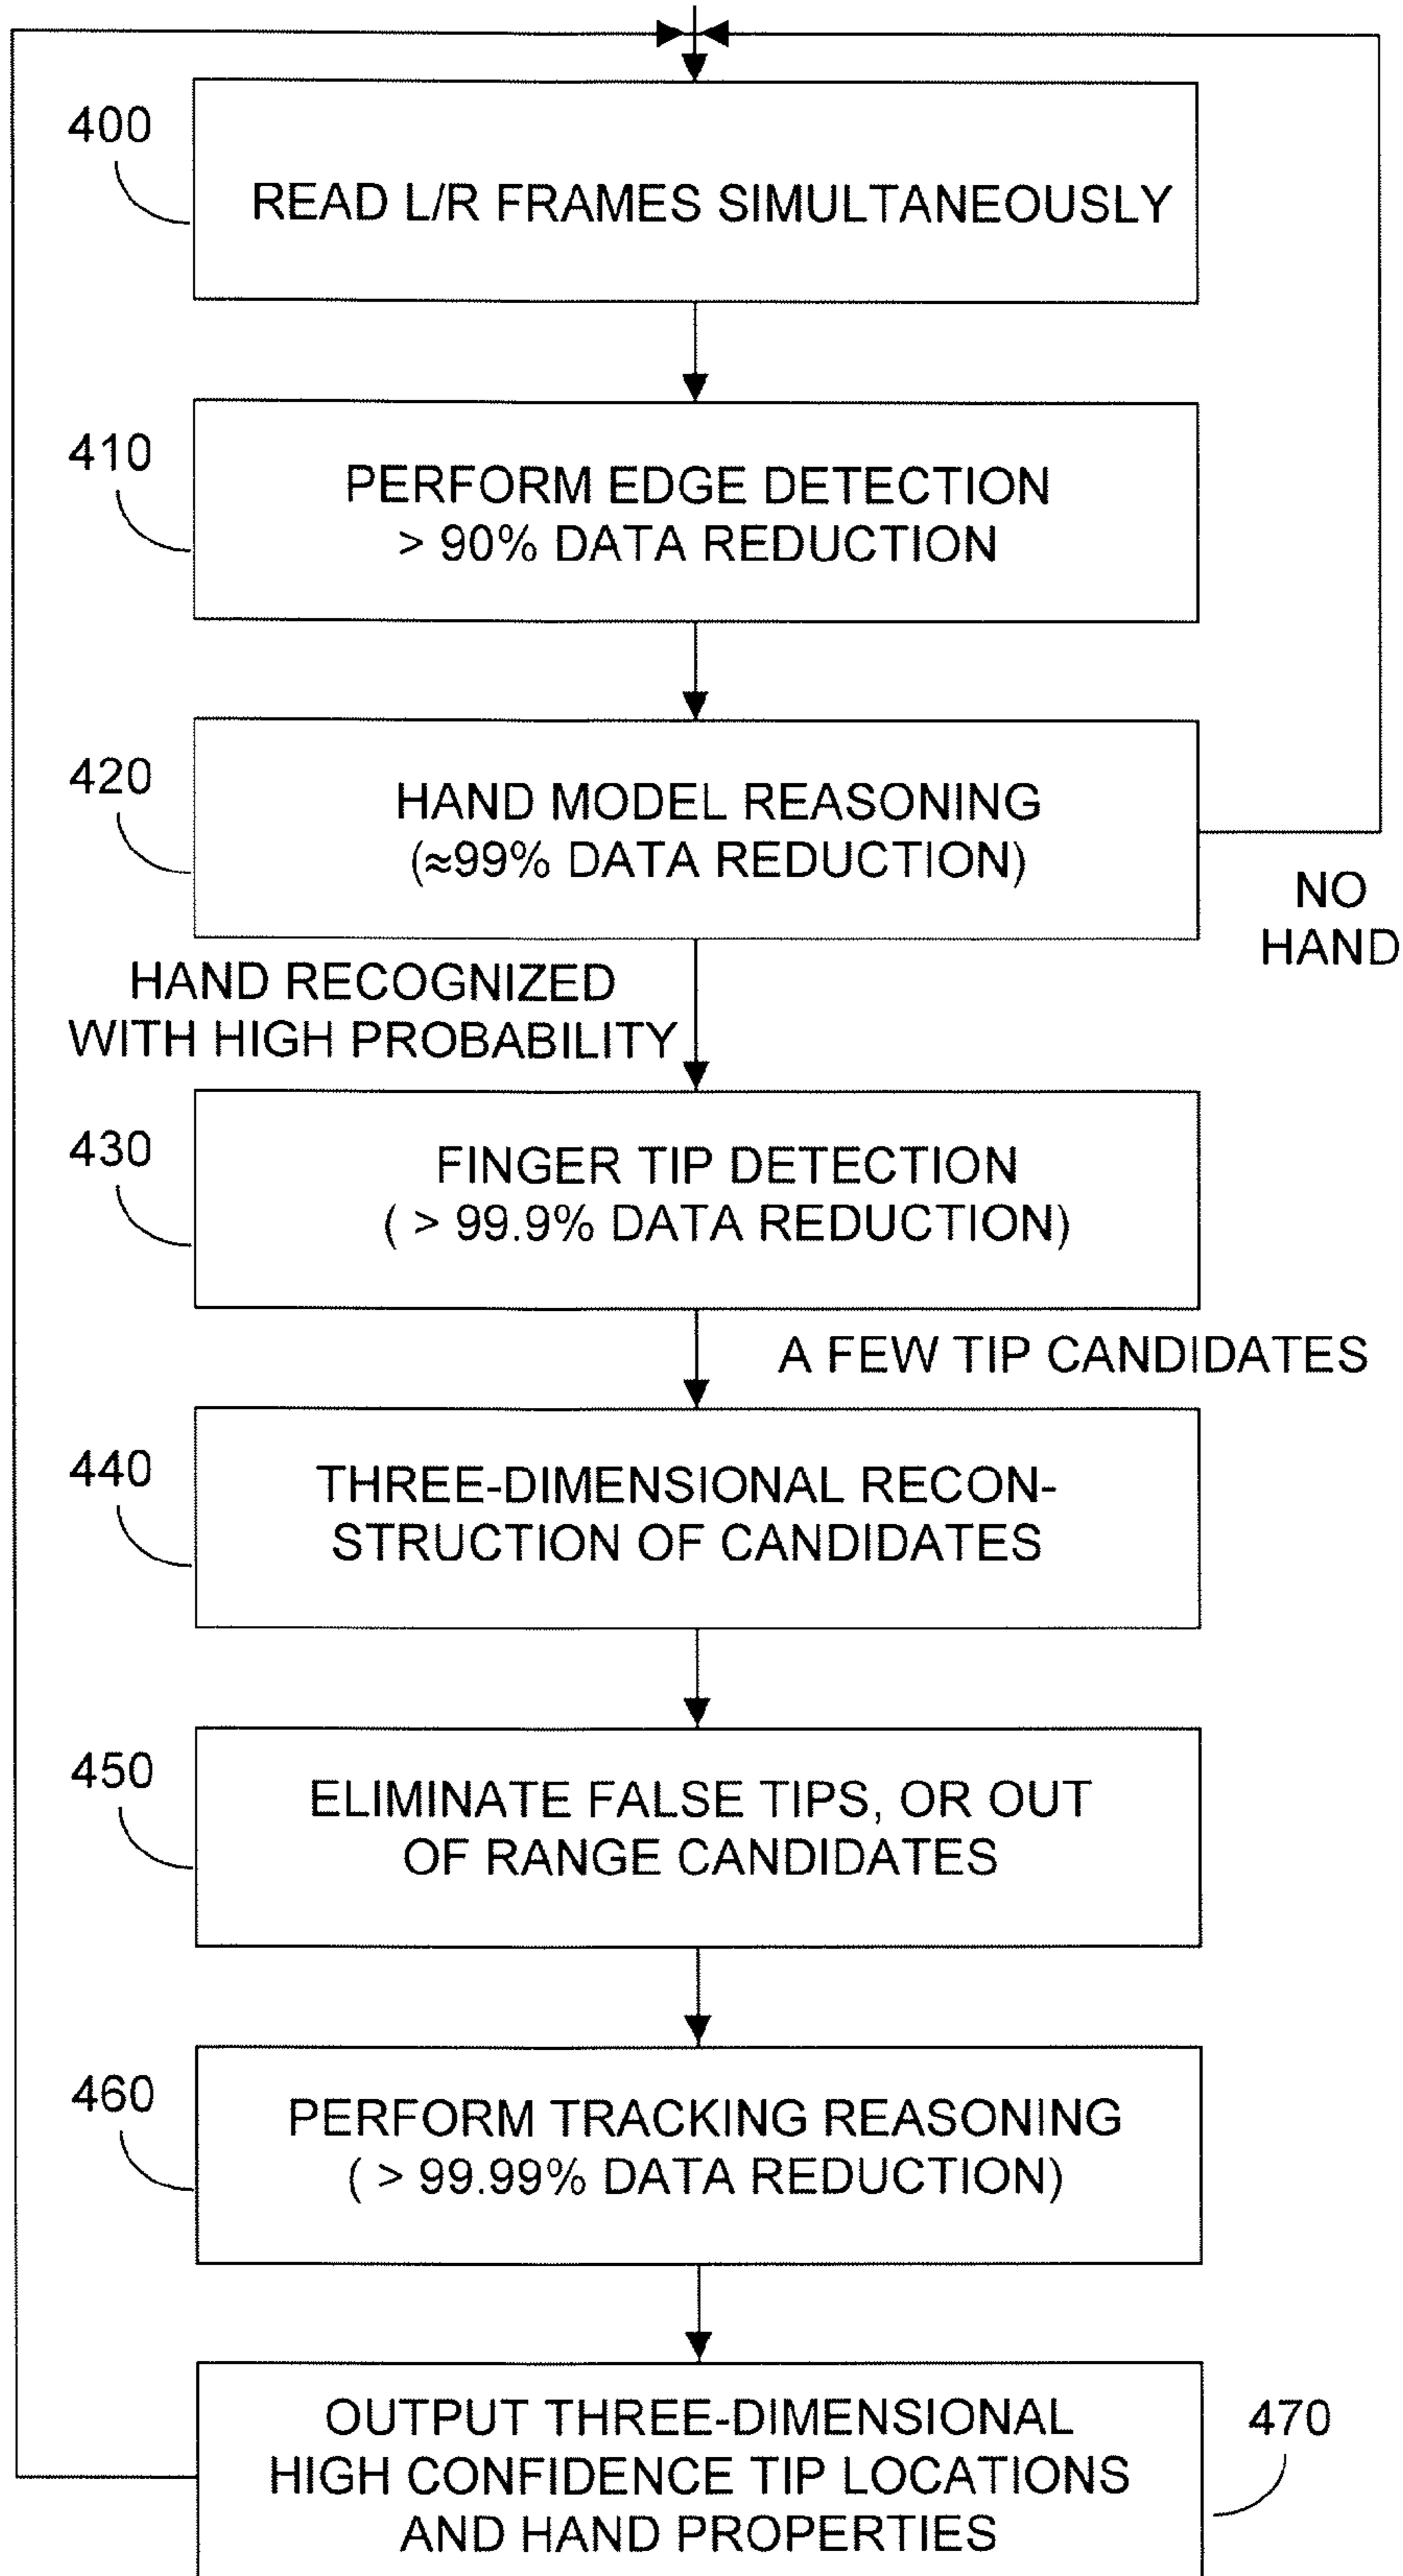 400
READ L/R FRAMES SIMULTANEOUSLY
410
PERFORM EDGE DETECTION
> 90% DATA REDUCTION
420
HAND MODEL REASONING
(≈99% DATA REDUCTION)
NO
HAND
HAND RECOGNIZED
WITH HIGH PROBABILITY
430
FINGER TIP DETECTION
( > 99.9% DATA REDUCTION)
A FEW TIP CANDIDATES
440
THREE-DIMENSIONAL RECON-
STRUCTION OF CANDIDATES
450
ELIMINATE FALSE TIPS, OR OUT
OF RANGE CANDIDATES
460
PERFORM TRACKING REASONING
( > 99.99% DATA REDUCTION)
470
OUTPUT THREE-DIMENSIONAL
HIGH CONFIDENCE TIP LOCATIONS
AND HAND PROPERTIES